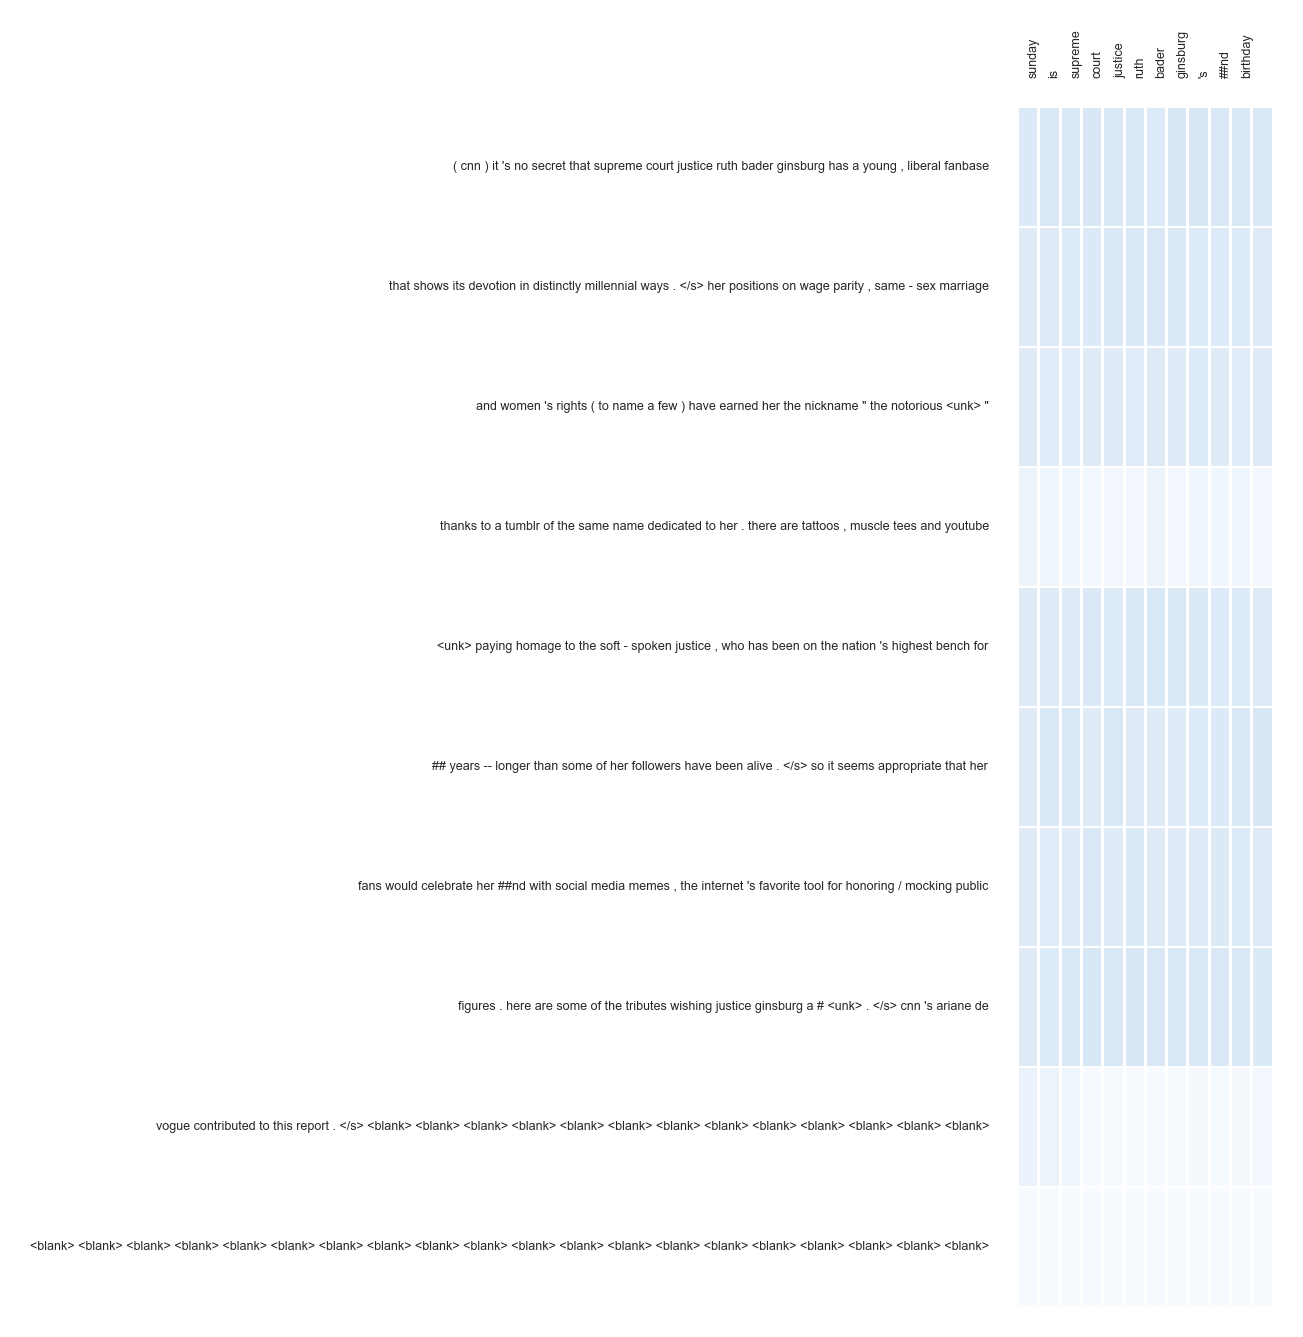 sunday
is
supreme
court
justice
ruth
bader
ginsburg
's
##nd
birthday
( cnn ) it 's no secret that supreme court justice ruth bader ginsburg has a young , liberal fanbase
that shows its devotion in distinctly millennial ways . </s> her positions on wage parity , same - sex marriage
and women 's rights ( to name a few ) have earned her the nickname " the notorious <unk> "
thanks to a tumblr of the same name dedicated to her . there are tattoos , muscle tees and youtube
<unk> paying homage to the soft - spoken justice , who has been on the nation 's highest bench for
## years -- longer than some of her followers have been alive . </s> so it seems appropriate that her
fans would celebrate her ##nd with social media memes , the internet 's favorite tool for honoring / mocking public
figures . here are some of the tributes wishing justice ginsburg a # <unk> . </s> cnn 's ariane de
vogue contributed to this report . </s> <blank> <blank> <blank> <blank> <blank> <blank> <blank> <blank> <blank> <blank> <blank> <blank> <blank>
<blank> <blank> <blank> <blank> <blank> <blank> <blank> <blank> <blank> <blank> <blank> <blank> <blank> <blank> <blank> <blank> <blank> <blank> <blank> <blank>